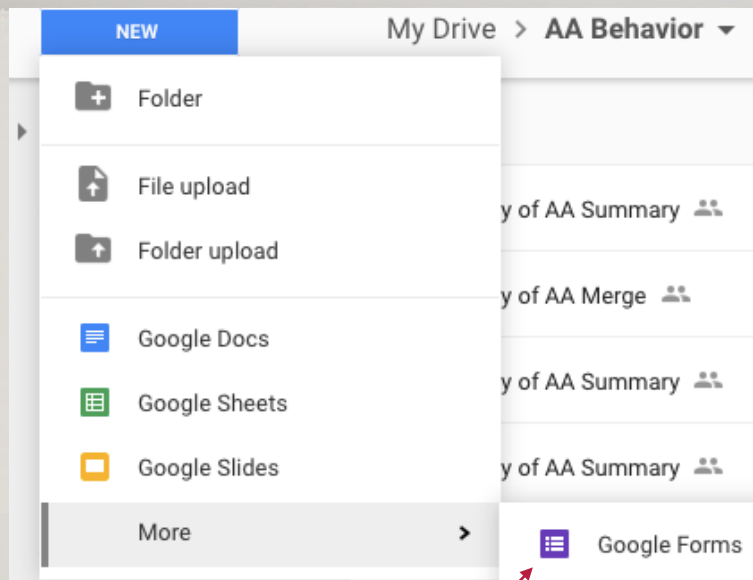 NEW
My Drive > AA Behavior
Folder
File upload
y of AA Summary
Folder upload
y of AA Merge
Google Docs
y of AA Summary
Google Sheets
Google Slides
y of AA Summary
More >
Google Forms